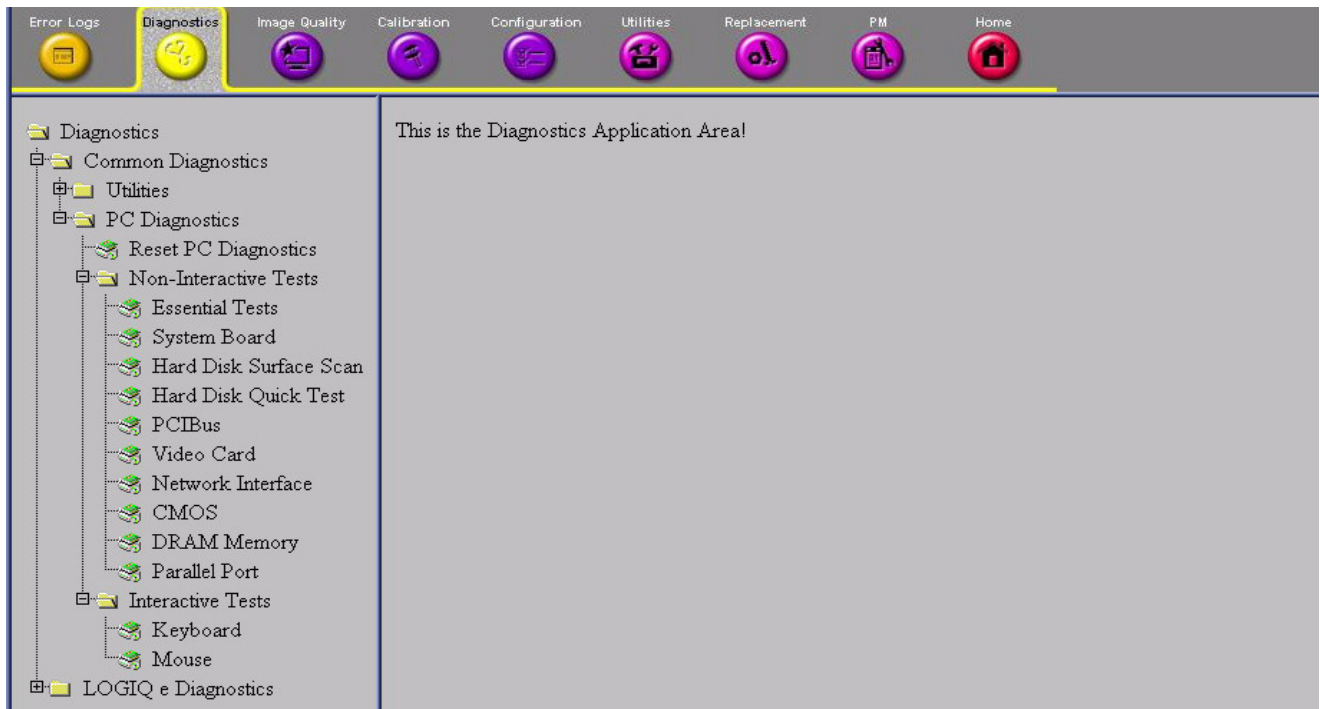 Error Logs
Diagnostics
Image Quality
Calibration
Configuration
Utilities
Replacement
PM
Home
Diagnostics
Common Diagnostics
Utilities
PC Diagnostics
Reset PC Diagnostics
Non-Interactive Tests
Essential Tests
System Board
Hard Disk Surface Scan
Hard Disk Quick Test
PCIBus
Video Card
Network Interface
CMOS
DRAM Memory
Parallel Port
Interactive Tests
Keyboard
Mouse
LOGIQ e Diagnostics
This is the Diagnostics Application Area!